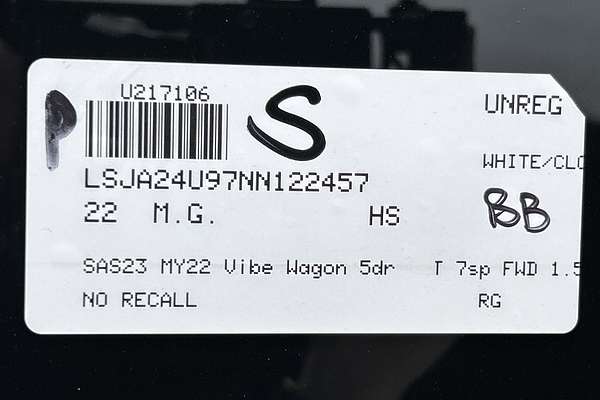 U217106
P
S
UNREG
WHITE/CLO
LSJA24U97NN122457
22 M.G. HS
BB
SAS23 MY22 Vibe Wagon 5dr T 7sp FWD 1.5
NO RECALL RG